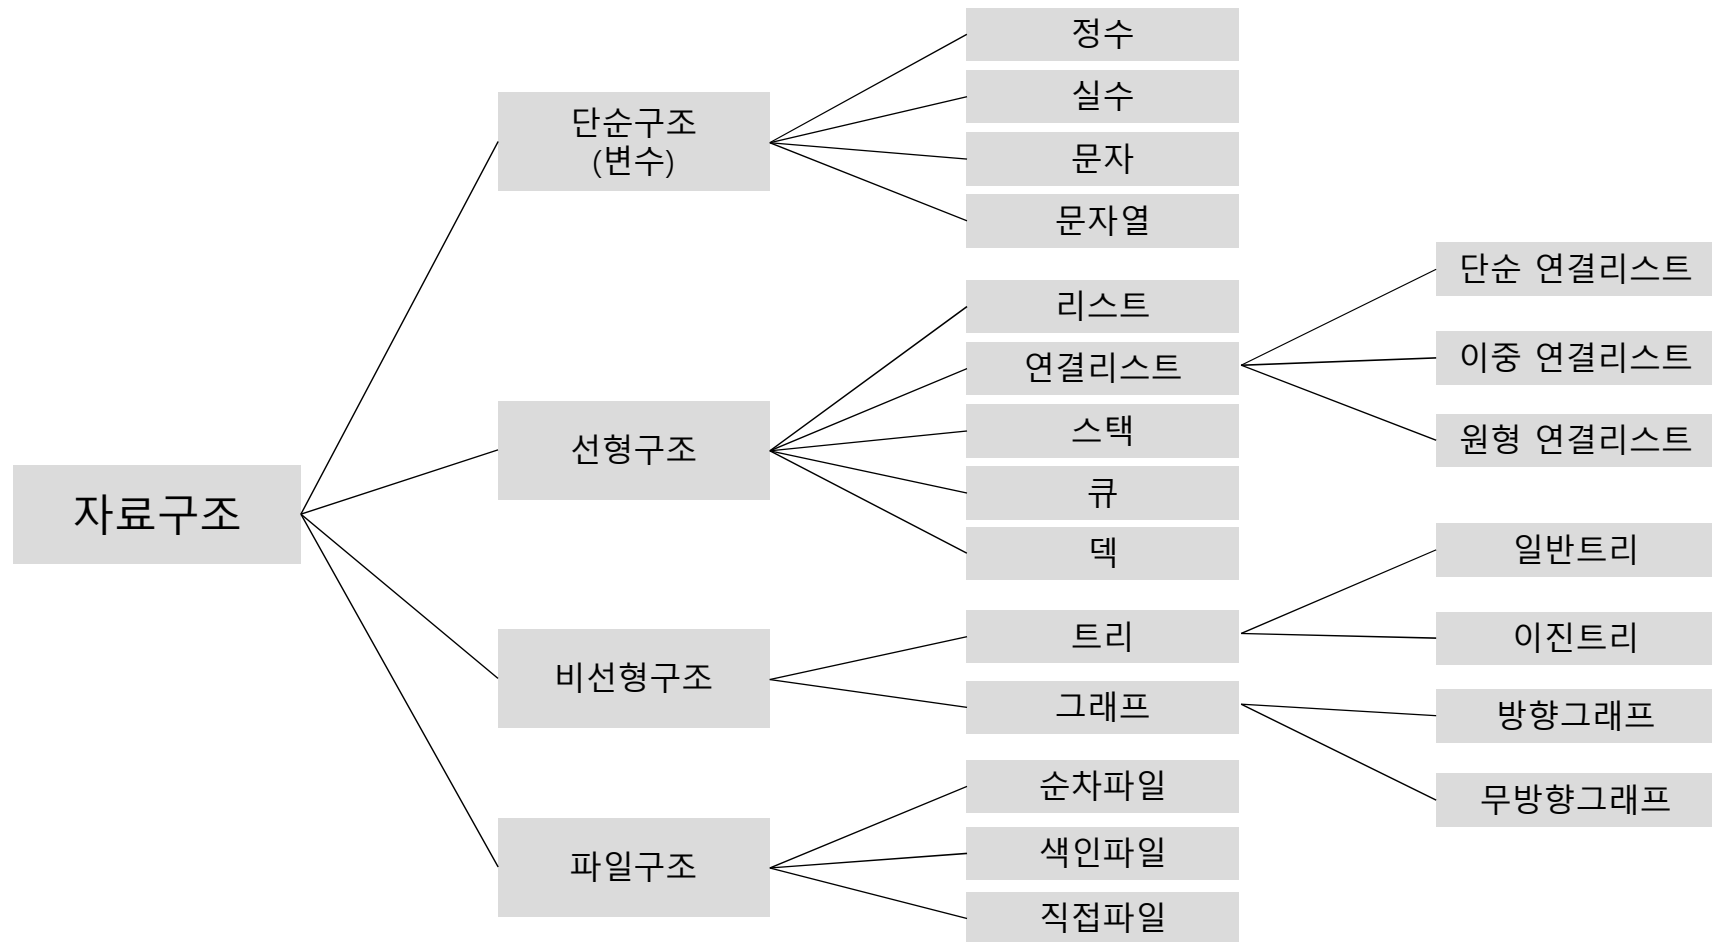 자료구조
단순구조
(변수)
선형구조
비선형구조
파일구조
정수
실수
문자
문자열
리스트
연결리스트
스택
큐
덱
트리
그래프
순차파일
색인파일
직접파일
단순 연결리스트
이중 연결리스트
원형 연결리스트
일반트리
이진트리
방향그래프
무방향그래프